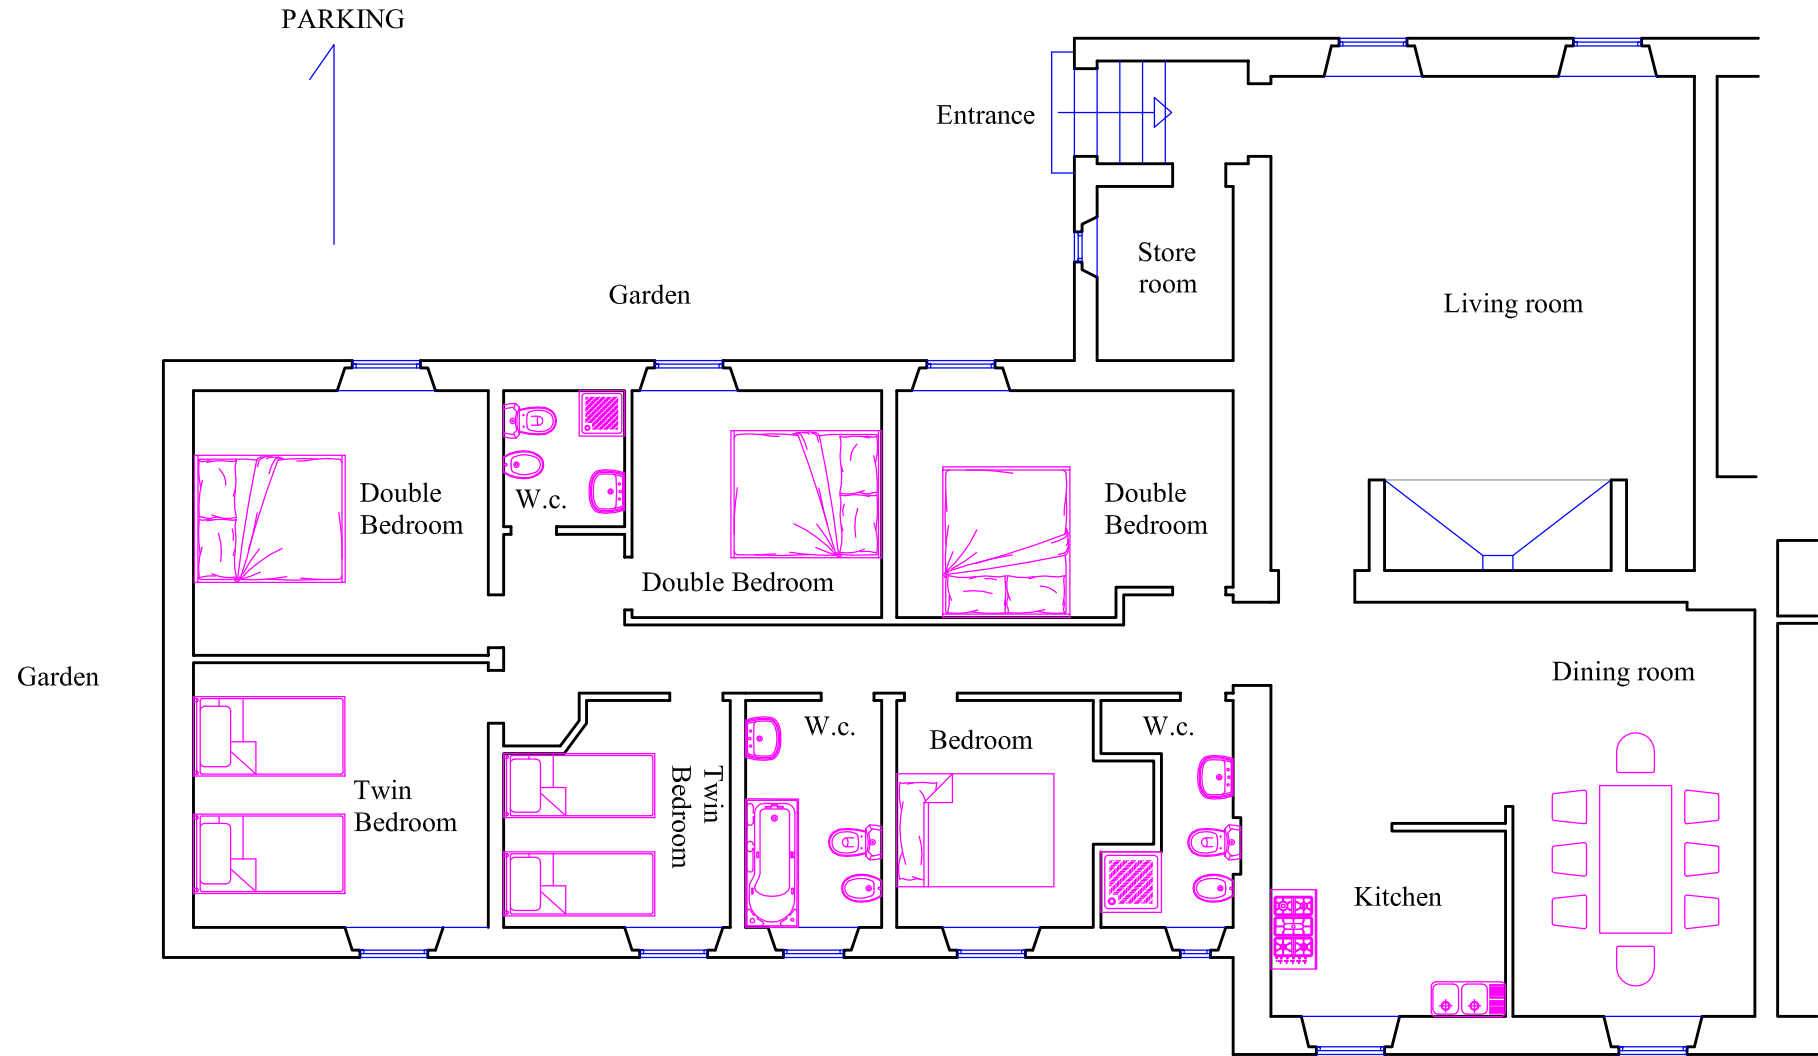 PARKING
Entrance
Store
room
Garden
Living room
Double
Bedroom
W.c.
Double Bedroom
Double
Bedroom
Garden
Dining room
Twin
Bedroom
Twin
Bedroom
W.c.
Bedroom
W.c.
Kitchen